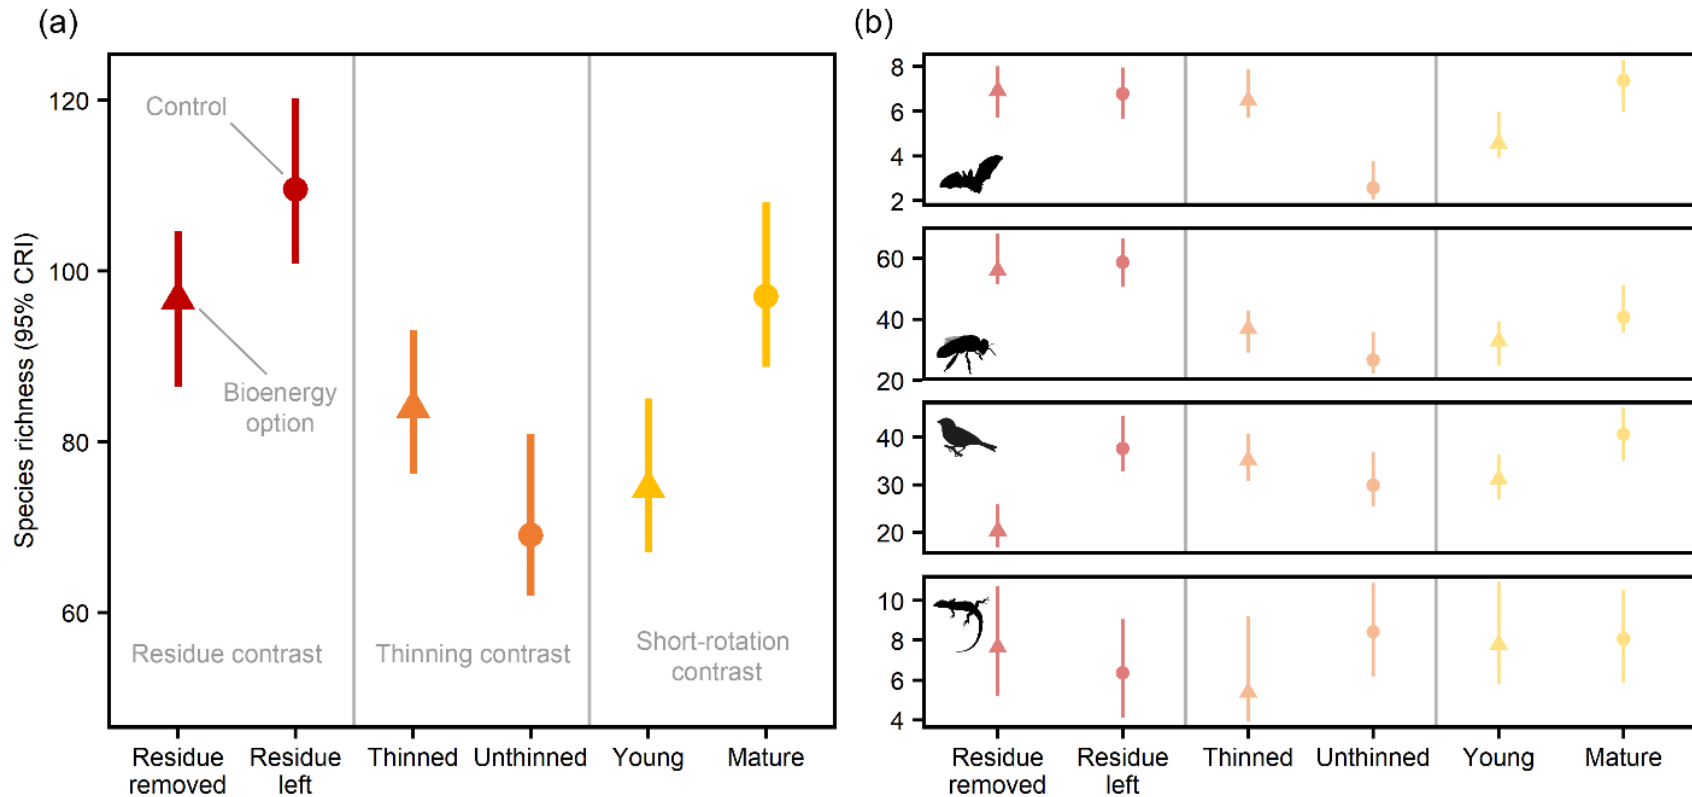 (a)
Species richness (95% CRI)
120
100
80
60
Control
Bioenergy
option
Residue contrast
Thinning contrast
Short-rotation
contrast
Residue
removed
Residue
left
Thinned
Unthinned
Young
Mature
(b)
8
6
4
2
60
40
20
40
30
20
10
8
6
4
Residue
removed
Residue
left
Thinned
Unthinned
Young
Mature